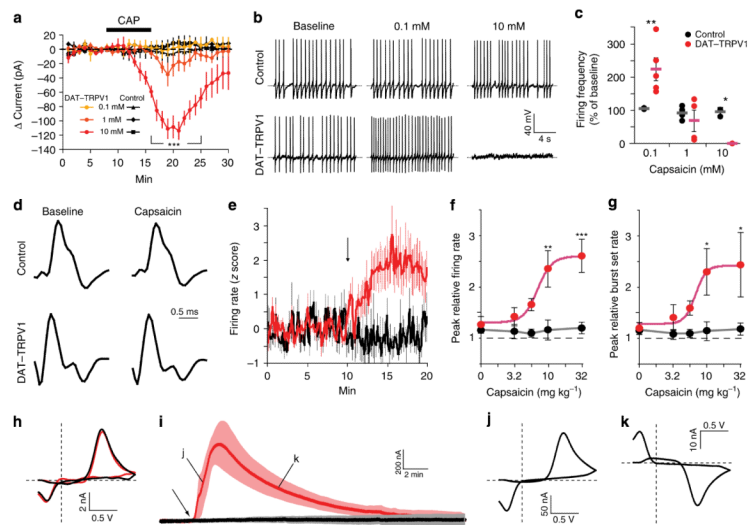 a
CAP
Δ Current (pA)
20
0
−20
−40
−60
−80
−100
−120
−140
DAT–TRPV1 Control
0.1 mM
1 mM
10 mM
***
0 5 10 15 20 25 30
Min
b
Baseline 0.1 mM 10 mM
Control
DAT–TRPV1
40 mV
4 s
c
Control
DAT–TRPV1
Firing frequency
(% of baseline)
300
200
100
0
**
*
0.1 1 10
Capsaicin (mM)
d
Baseline Capsaicin
Control
DAT–TRPV1
0.5 ms
e
Firing rate (z score)
3
2
1
0
−1
0 5 10 15 20
Min
f
Peak relative firing rate
3
2
1
** ***
0 3.2 10 32
Capsaicin (mg kg⁻¹)
g
Peak relative burst set rate
3
2
1
* *
0 3.2 10 32
Capsaicin (mg kg⁻¹)
h
2 nA
0.5 V
i
j
k
200 nA
2 min
j
50 nA
0.5 V
k
0.5 V
10 nA